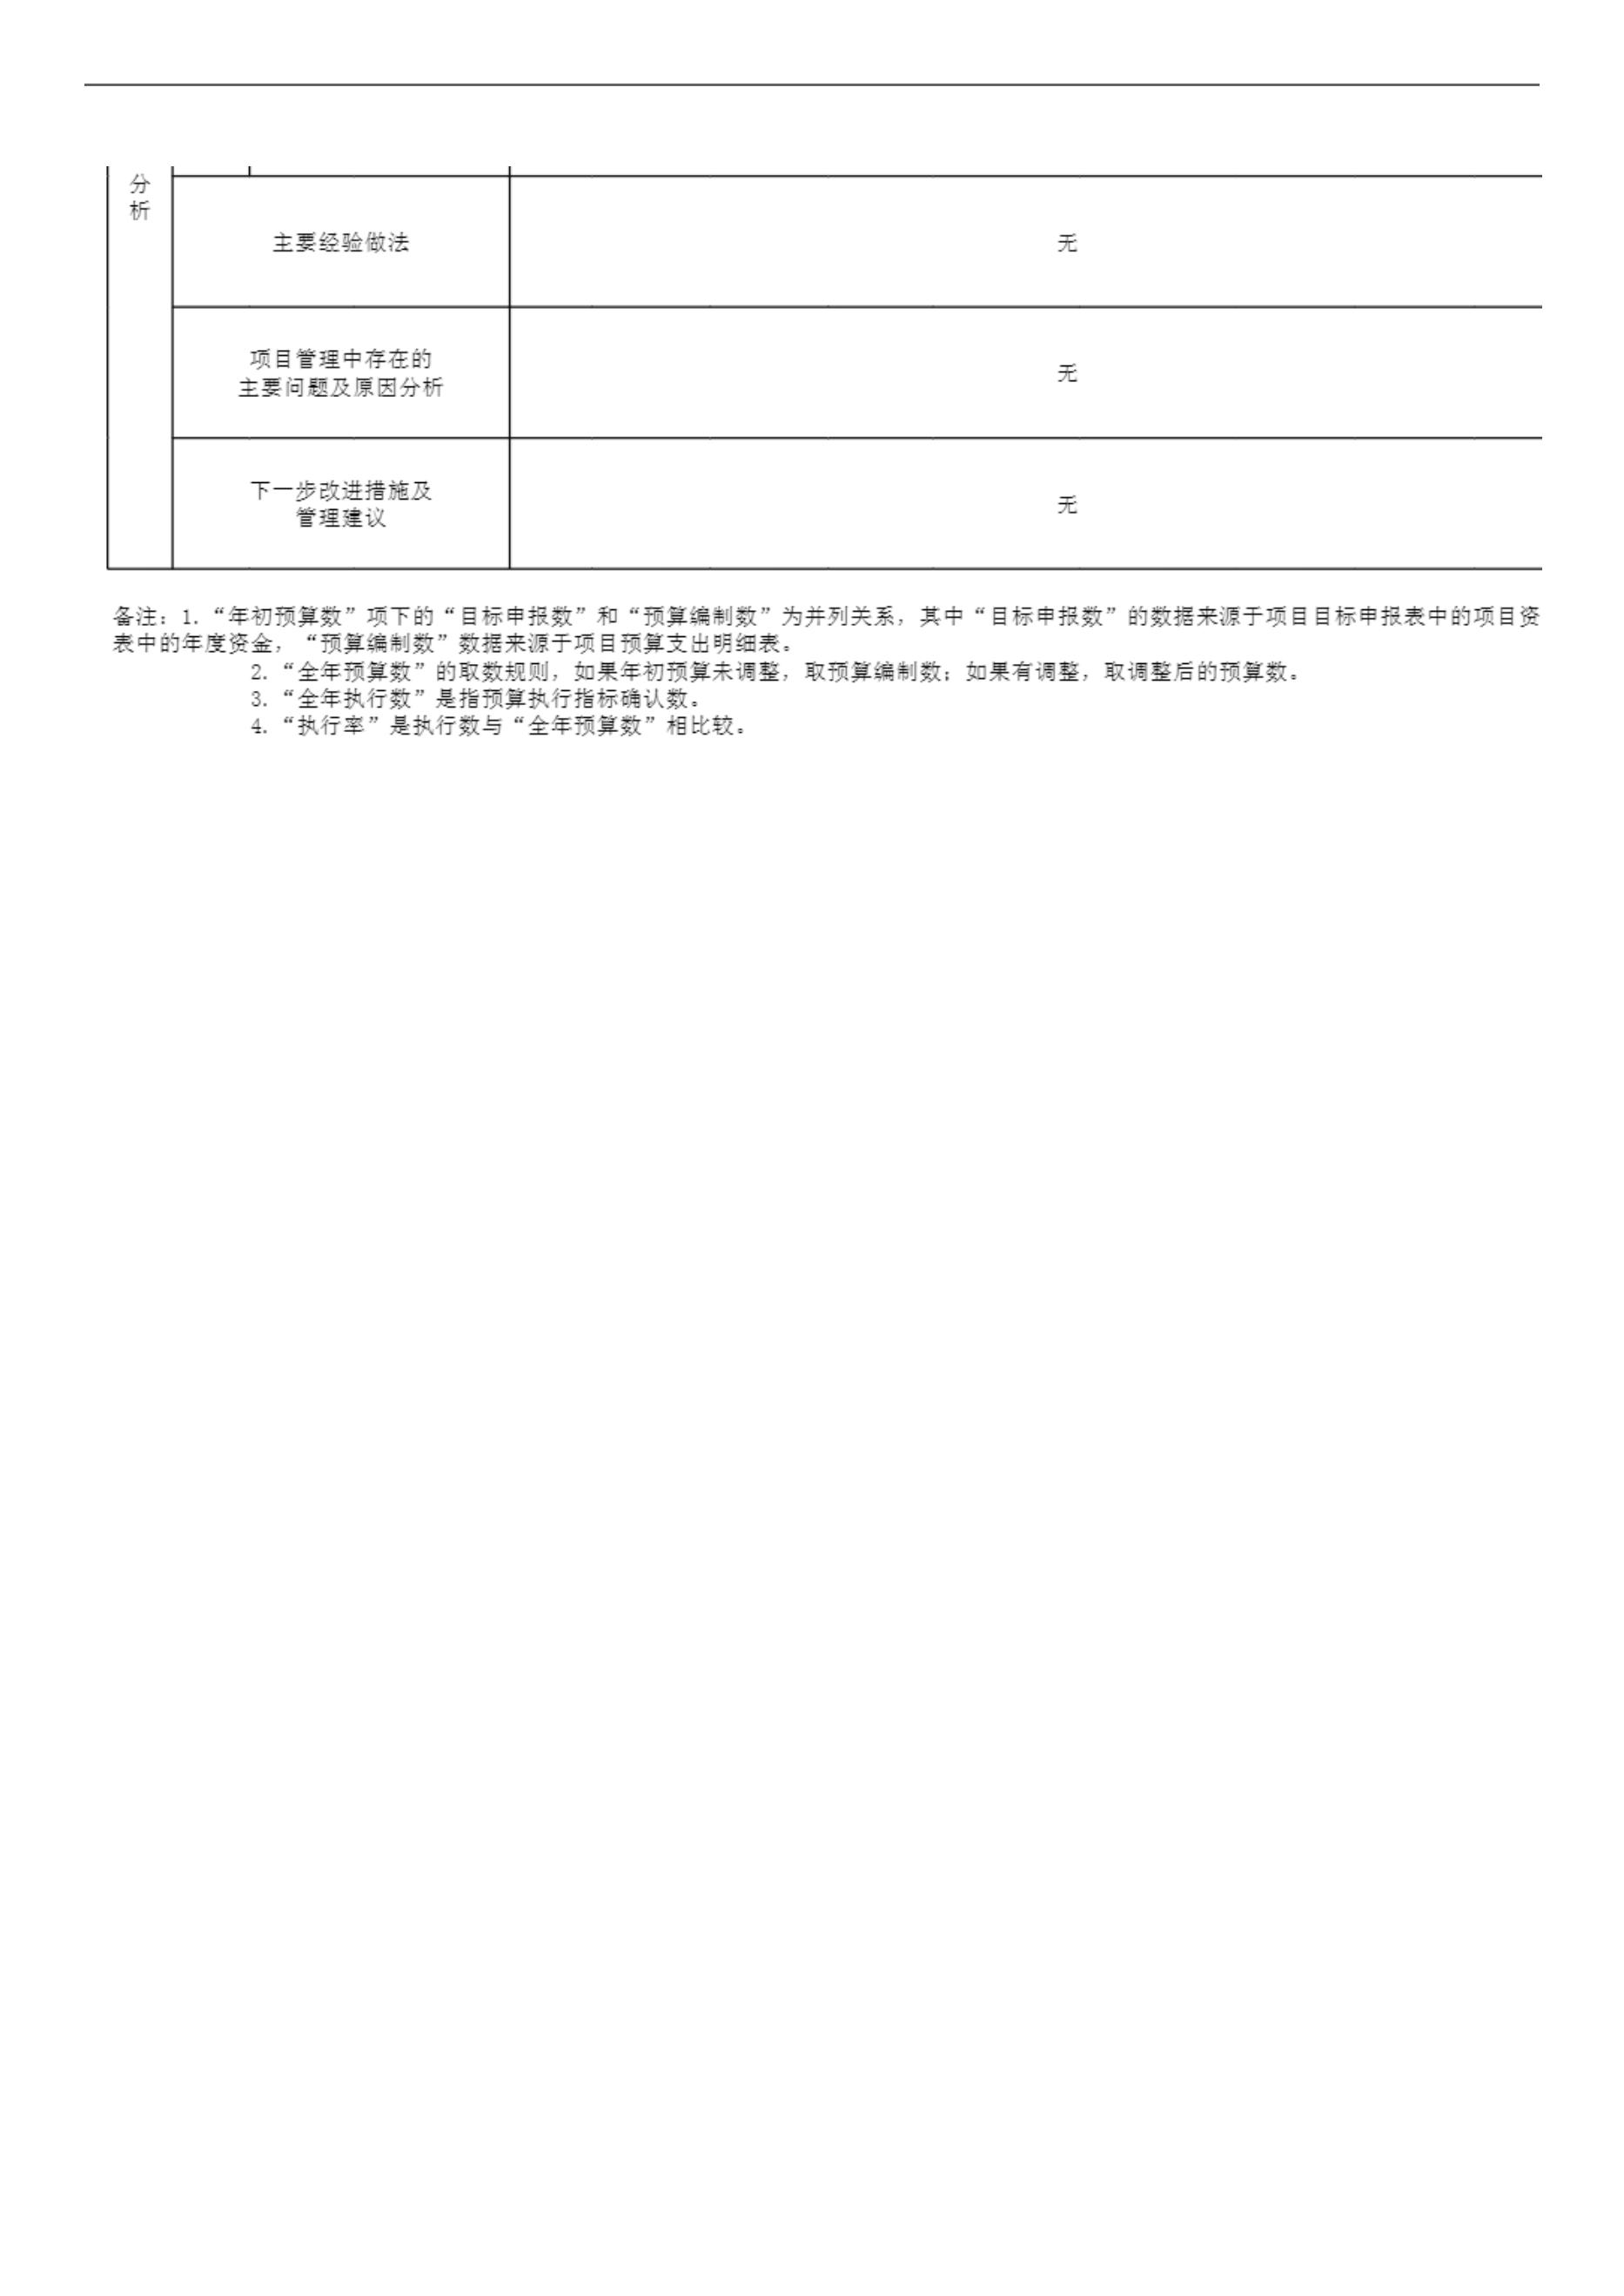 分
析
主要经验做法
无
项目管理中存在的
主要问题及原因分析
无
下一步改进措施及
管理建议
无
备注：1.“年初预算数”项下的“目标申报数”和“预算编制数”为并列关系，其中“目标申报数”的数据来源于项目目标申报表中的项目资
表中的年度资金，“预算编制数”数据来源于项目预算支出明细表。
2.“全年预算数”的取数规则，如果年初预算未调整，取预算编制数；如果有调整，取调整后的预算数。
3.“全年执行数”是指预算执行指标确认数。
4.“执行率”是执行数与“全年预算数”相比较。